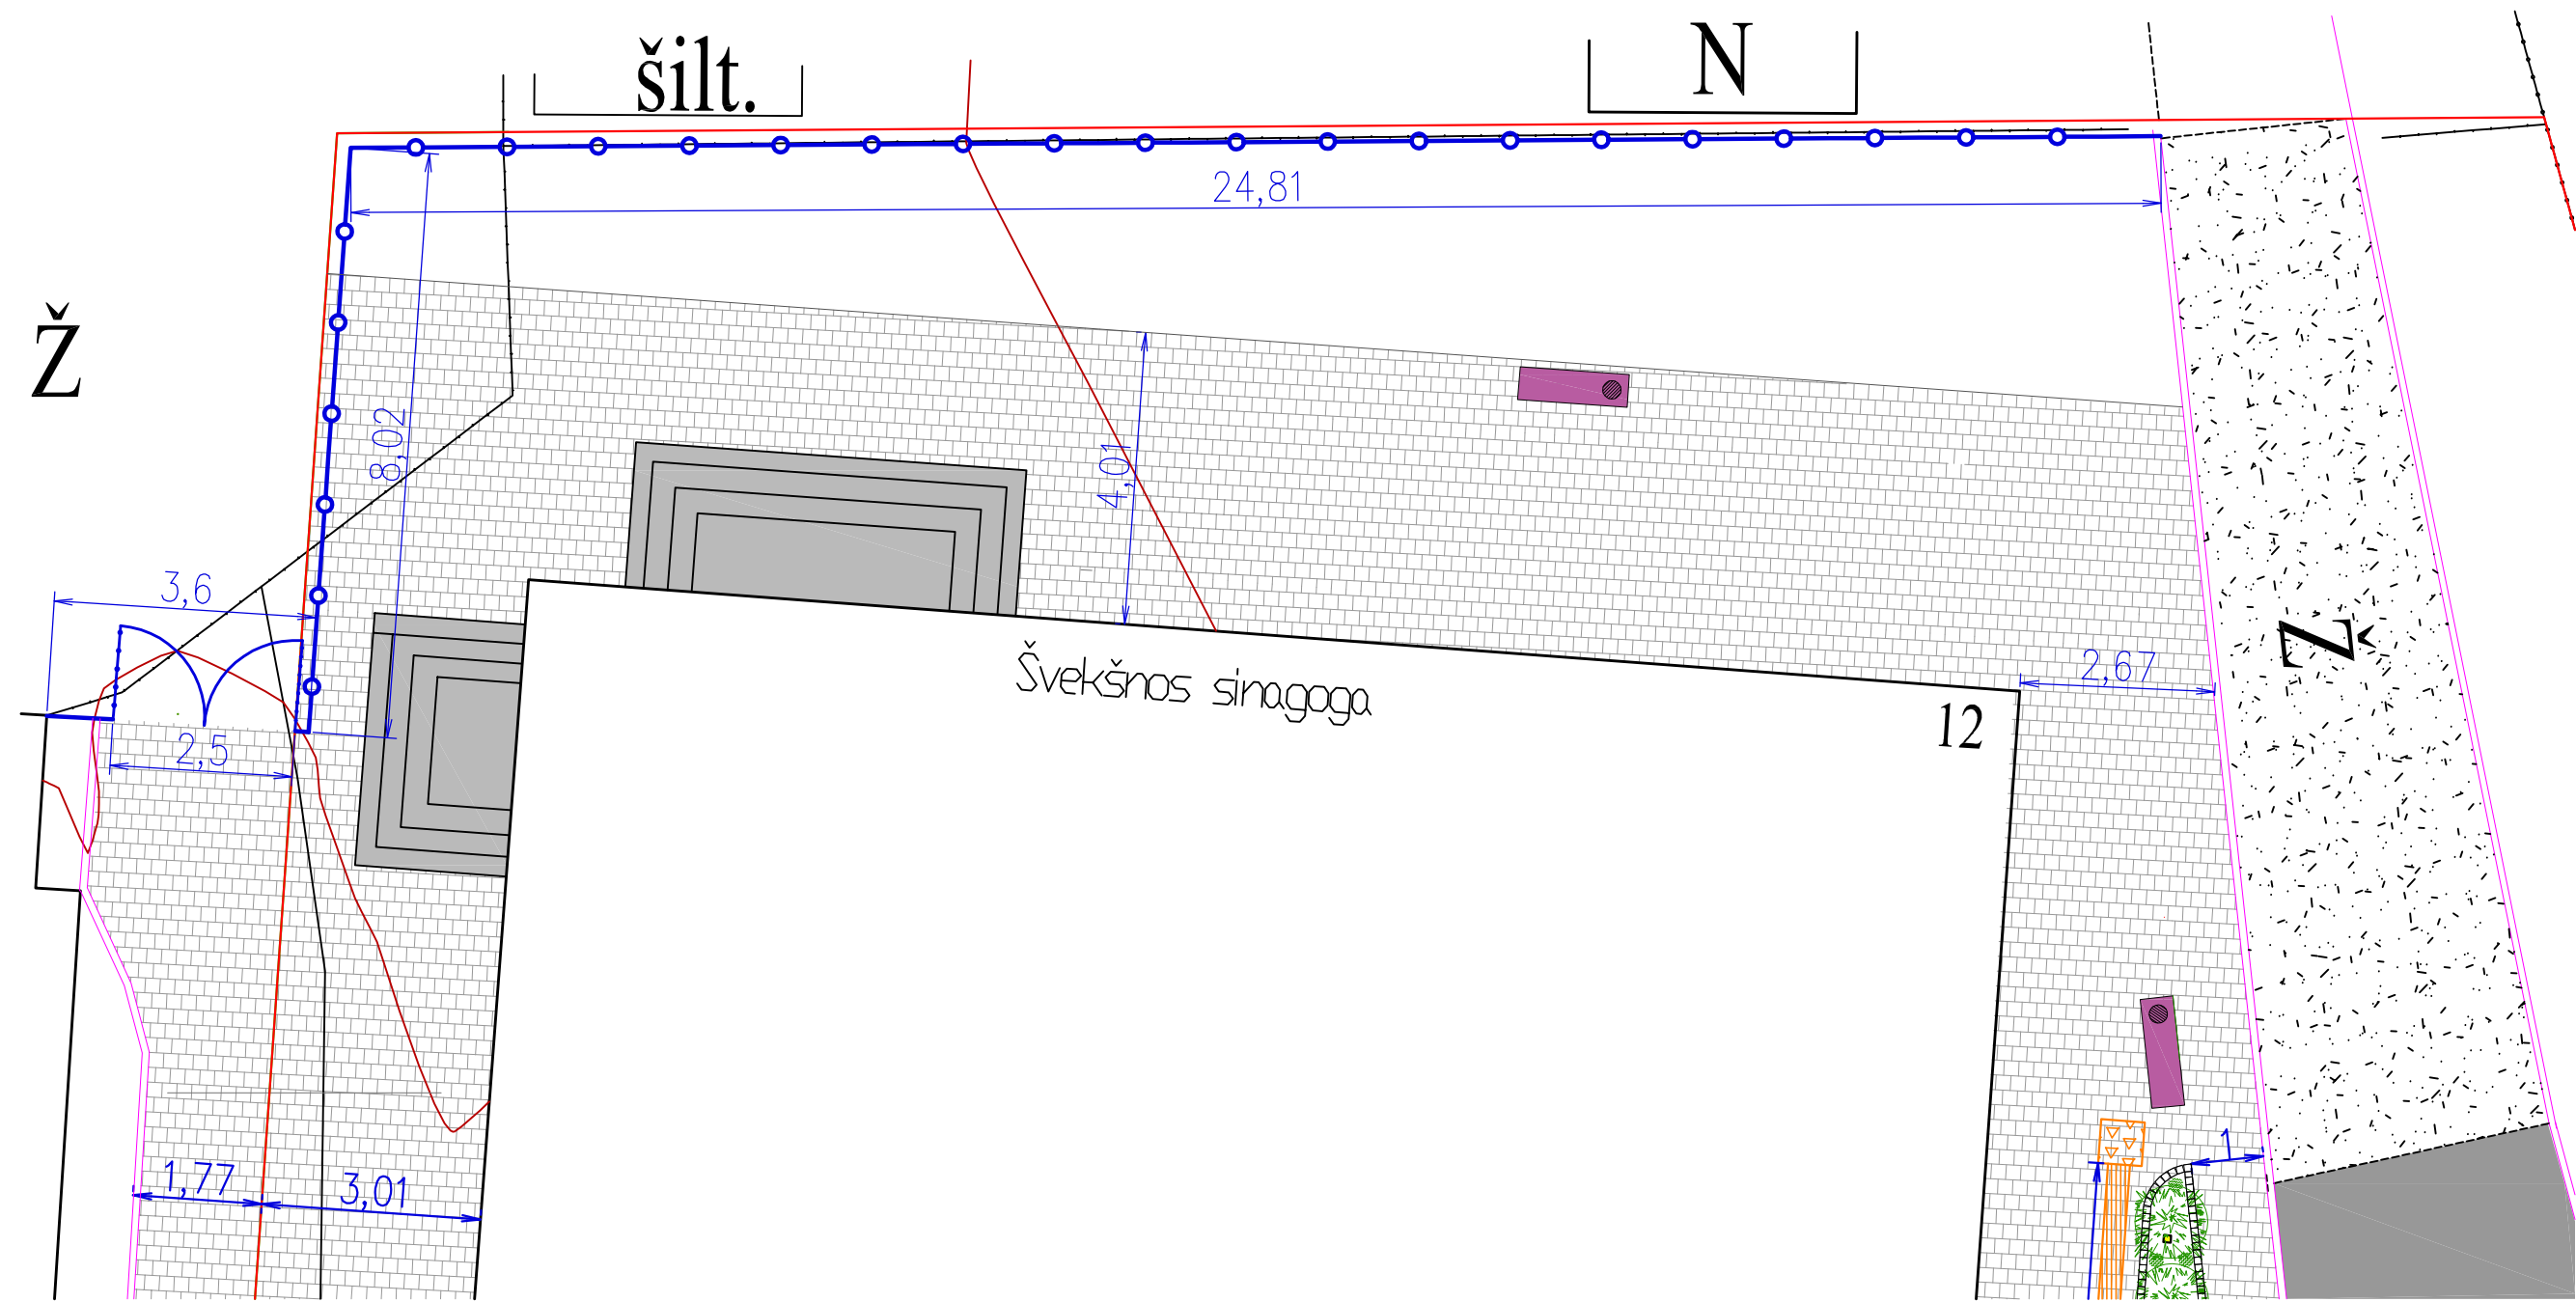 šilt.
N
24,81
Ž
8,02
4,01
3,6
Švekšnos sinagoga
2,67
Ž
12
2,5
1
1,77
3,01